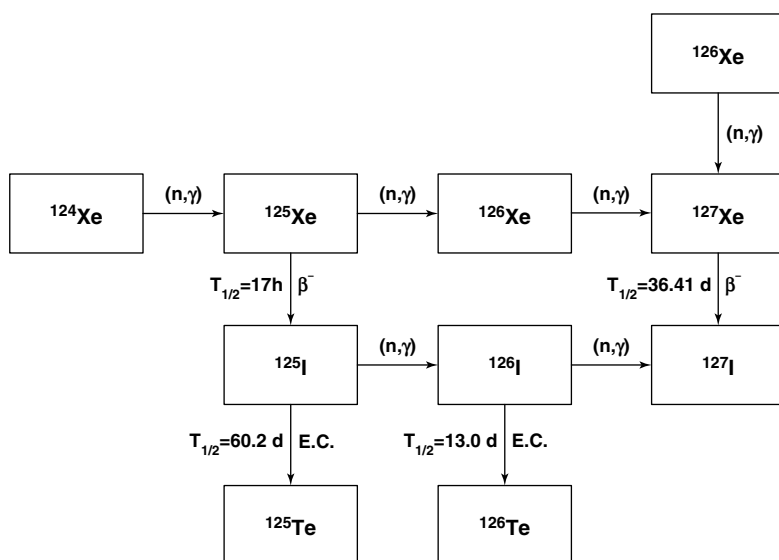 ¹²⁶Xe
(n,γ)
¹²⁴Xe (n,γ) ¹²⁵Xe (n,γ) ¹²⁶Xe (n,γ) ¹²⁷Xe
T₁/₂=17h β⁻ T₁/₂=36.41 d β⁻
¹²⁵I (n,γ) ¹²⁶I (n,γ) ¹²⁷I
T₁/₂=60.2 d E.C. T₁/₂=13.0 d E.C.
¹²⁵Te ¹²⁶Te